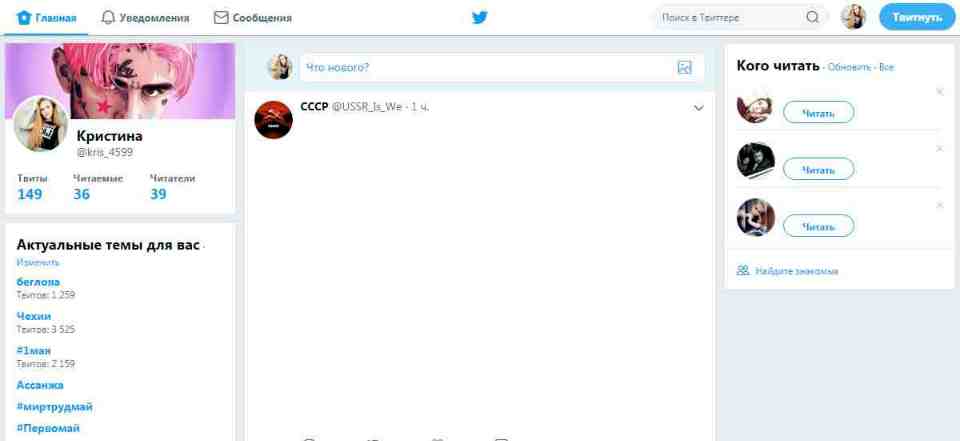 Главная Уведомления Сообщения Поиск в Твиттере Твитнуть
Кристина
@kris_4599
Твиты Читаемые Читатели
149 36 39
Актуальные темы для вас ·
Изменить
беглова
Твитов: 1 259
Чехии
Твитов: 3 525
#1мая
Твитов: 2 159
Ассанжа
#миртрудмай
#Первомай
Что нового?
СССР @USSR_Is_We · 1 ч.
Кого читать · Обновить · Все
Читать
Читать
Читать
Найдите знакомых